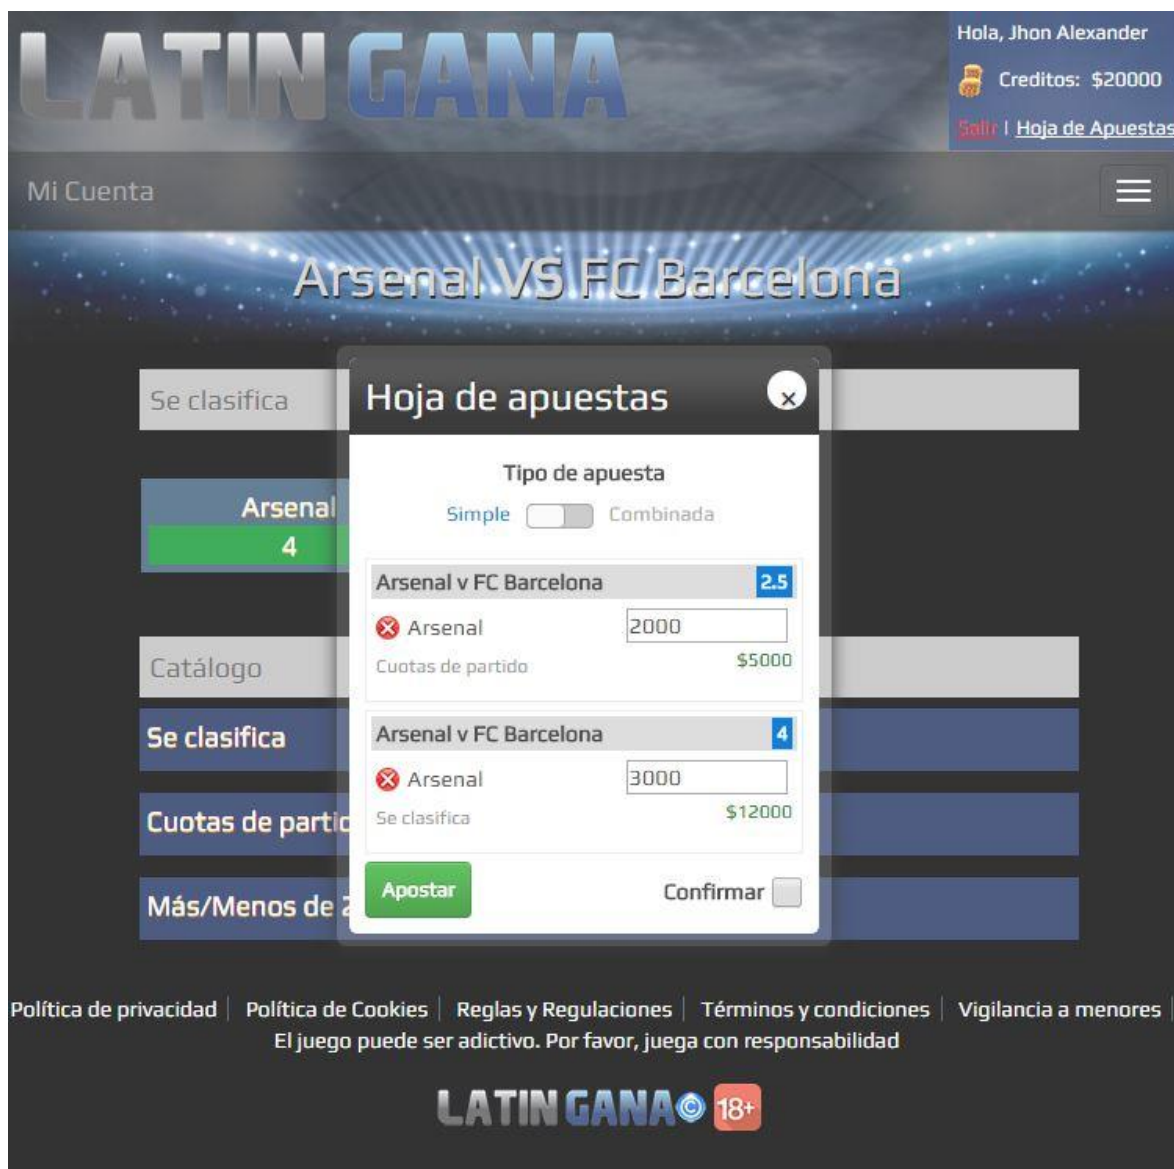 LATIN GANA
Hola, Jhon Alexander
Creditos: $20000
Salir | Hoja de Apuestas
Mi Cuenta
Arsenal VS FC Barcelona
Se clasifica
Arsenal
4
Hoja de apuestas
Tipo de apuesta
Simple Combinada
Arsenal v FC Barcelona 2.5
Arsenal 2000
Cuotas de partido $5000
Arsenal v FC Barcelona 4
Arsenal 3000
Se clasifica $12000
Apostar Confirmar
Catálogo
Se clasifica
Cuotas de partid
Más/Menos de 2
Política de privacidad | Política de Cookies | Reglas y Regulaciones | Términos y condiciones | Vigilancia a menores |
El juego puede ser adictivo. Por favor, juega con responsabilidad
LATIN GANA © 18+